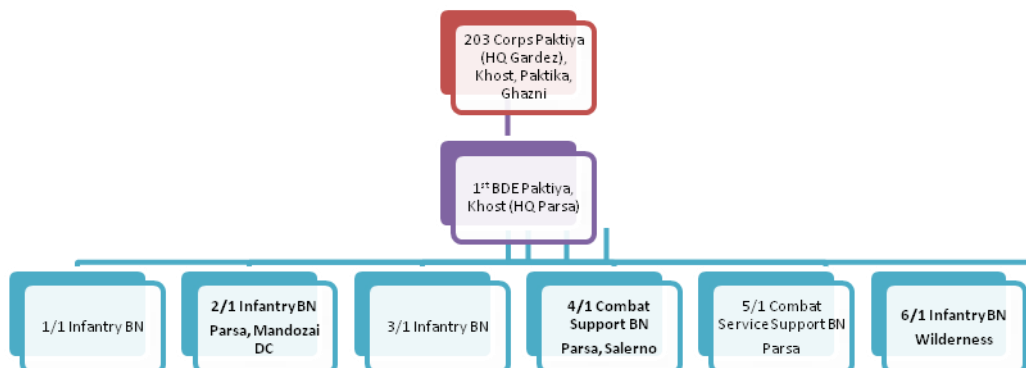 203 Corps Paktiya
(HQ Gardez),
Khost, Paktika,
Ghazni
1st BDE Paktiya,
Khost (HQ Parsa)
1/1 Infantry BN
2/1 Infantry BN
Parsa, Mandozai
DC
3/1 Infantry BN
4/1 Combat
Support BN
Parsa, Salerno
5/1 Combat
Service Support BN
Parsa
6/1 Infantry BN
Wilderness